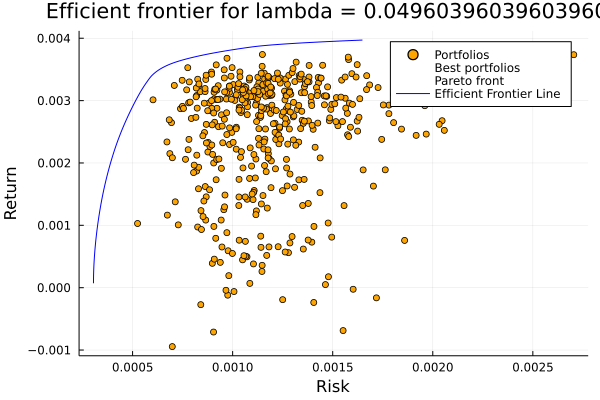 Efficient frontier for lambda = 0.0496039603960396
0.004
0.003
0.002
0.001
0.000
−0.001
Return
Portfolios
Best portfolios
Pareto front
Efficient Frontier Line
0.0005
0.0010
0.0015
0.0020
0.0025
Risk